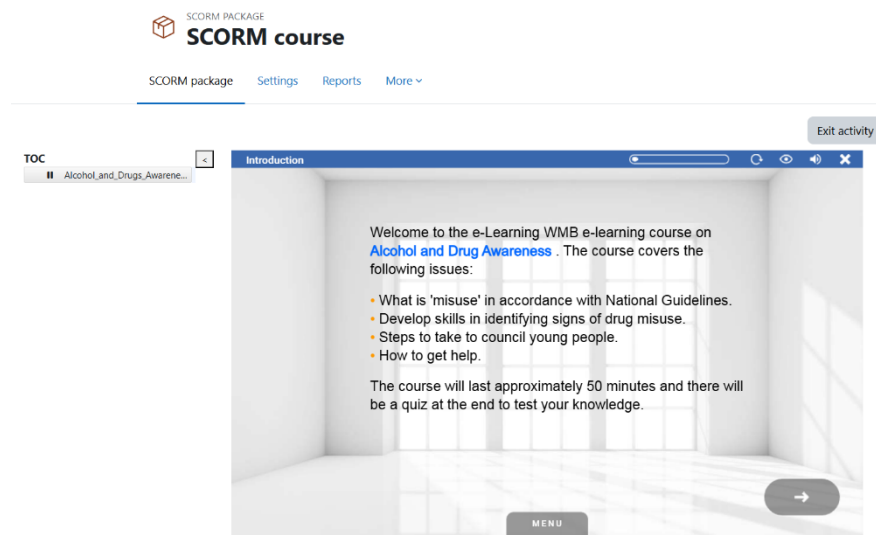 SCORM PACKAGE
SCORM course
SCORM package Settings Reports More
Exit activity
TOC
<
Alcohol_and_Drugs_Awarene...
Introduction
Welcome to the e-Learning WMB e-learning course on
Alcohol and Drug Awareness . The course covers the
following issues:
• What is 'misuse' in accordance with National Guidelines.
• Develop skills in identifying signs of drug misuse.
• Steps to take to council young people.
• How to get help.
The course will last approximately 50 minutes and there will
be a quiz at the end to test your knowledge.
MENU